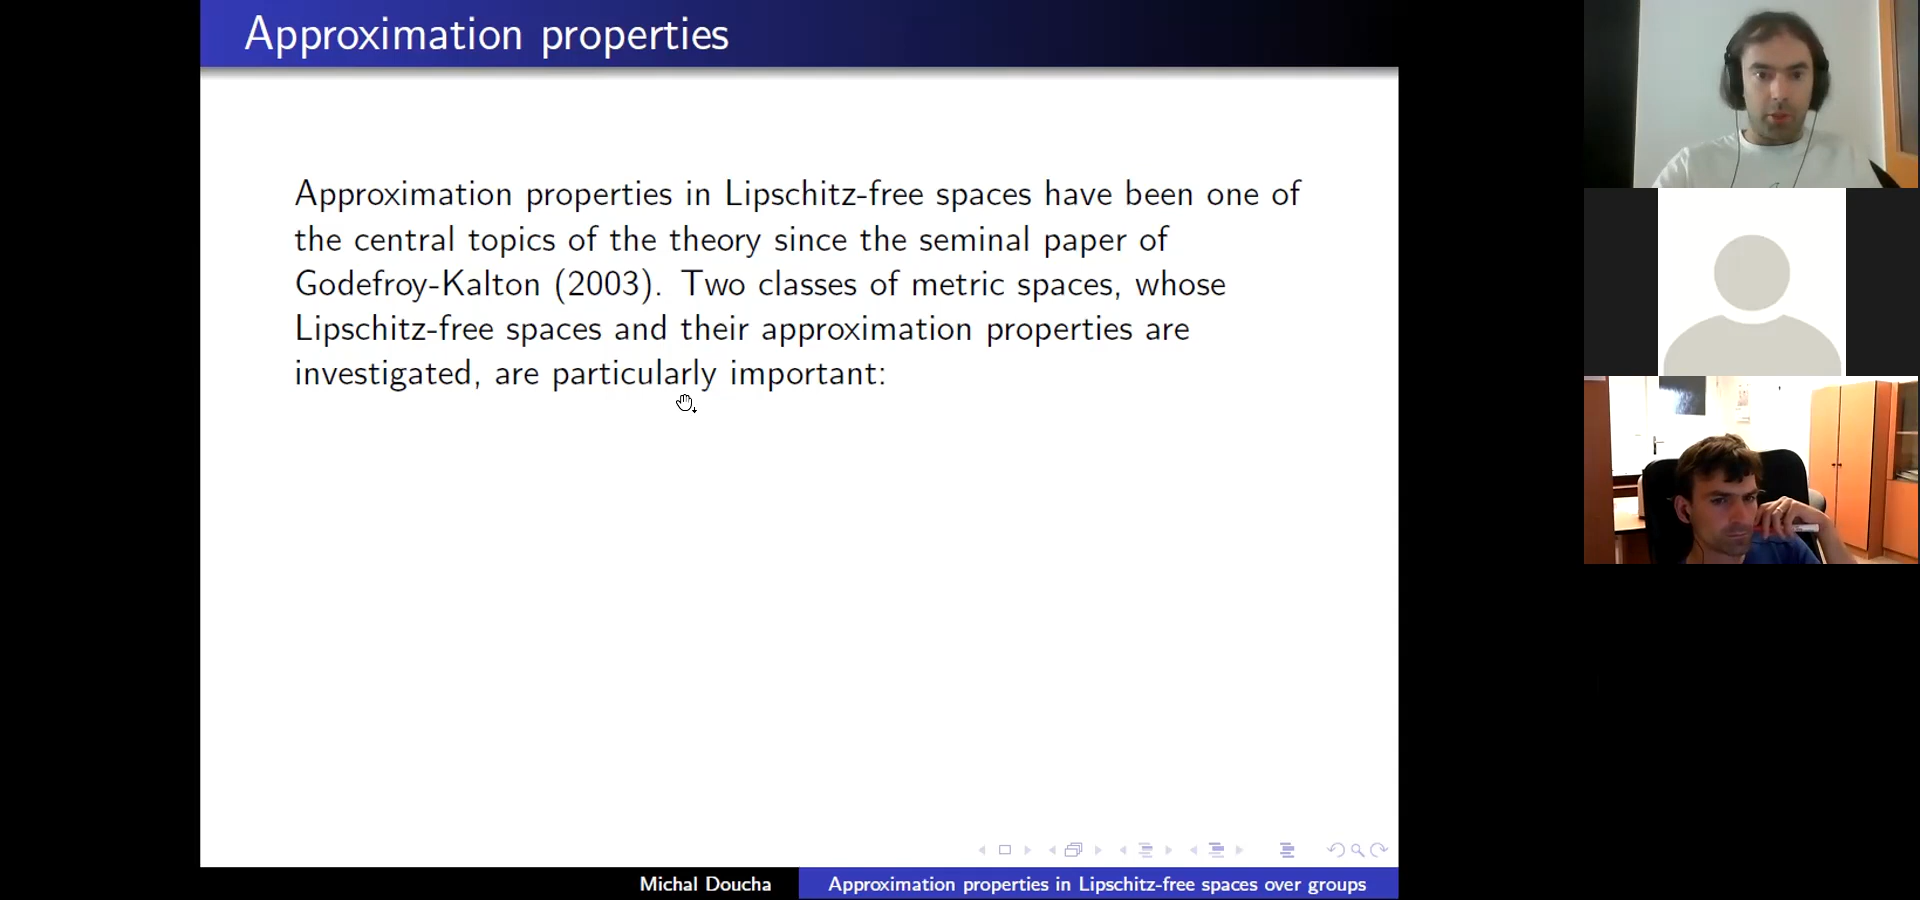 Approximation properties
Approximation properties in Lipschitz-free spaces have been one of
the central topics of the theory since the seminal paper of
Godefroy-Kalton (2003). Two classes of metric spaces, whose
Lipschitz-free spaces and their approximation properties are
investigated, are particularly important:
Michal Doucha
Approximation properties in Lipschitz-free spaces over groups